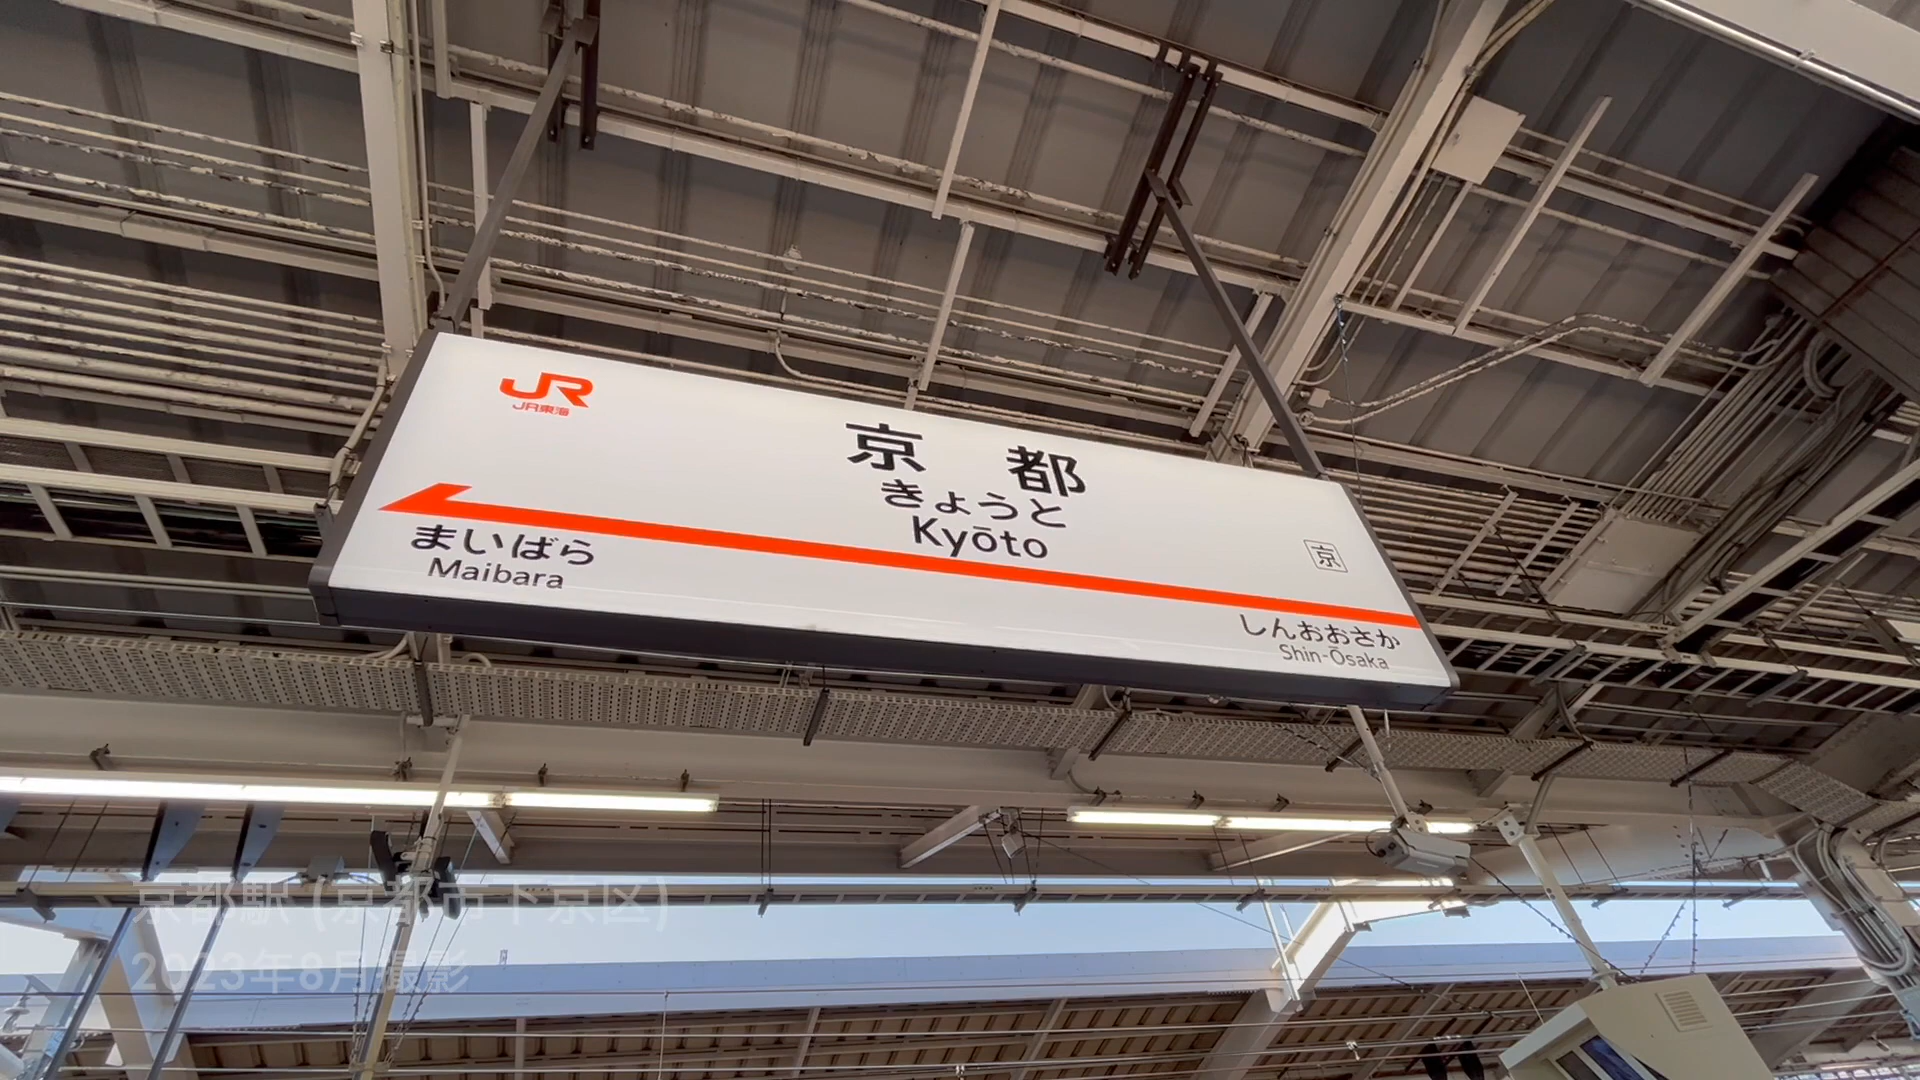 JR
JR東海
京都
きょうと
Kyōto
京
まいばら
Maibara
しんおおさか
Shin-Ōsaka
京都駅 (京都市下京区)
2023年8月撮影